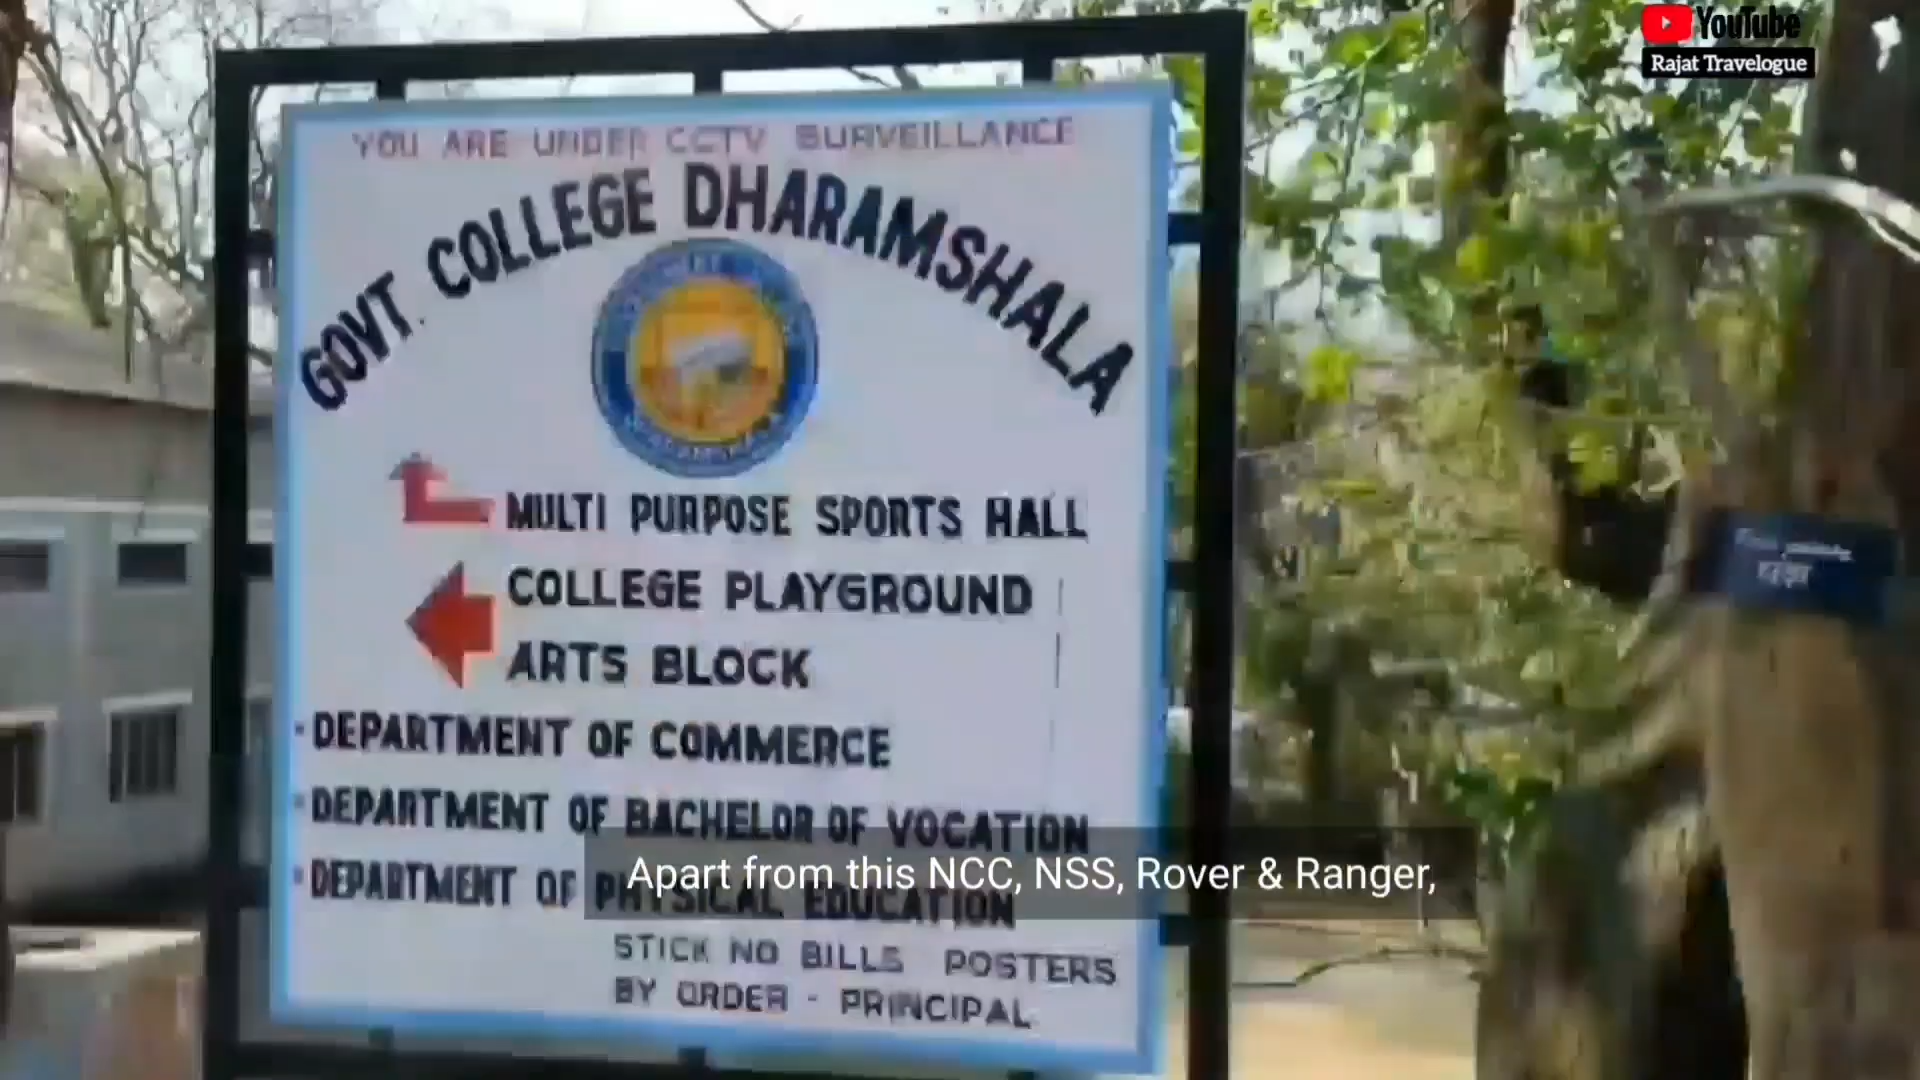 YouTube
Rajat Travelogue
YOU ARE UNDER CCTV SURVEILLANCE
GOVT. COLLEGE DHARAMSHALA
MULTI PURPOSE SPORTS HALL
COLLEGE PLAYGROUND
ARTS BLOCK
- DEPARTMENT OF COMMERCE
- DEPARTMENT OF BACHELOR OF VOCATION
- DEPARTMENT OF PHYSICAL EDUCATION
Apart from this NCC, NSS, Rover & Ranger,
STICK NO BILLS POSTERS
BY ORDER - PRINCIPAL